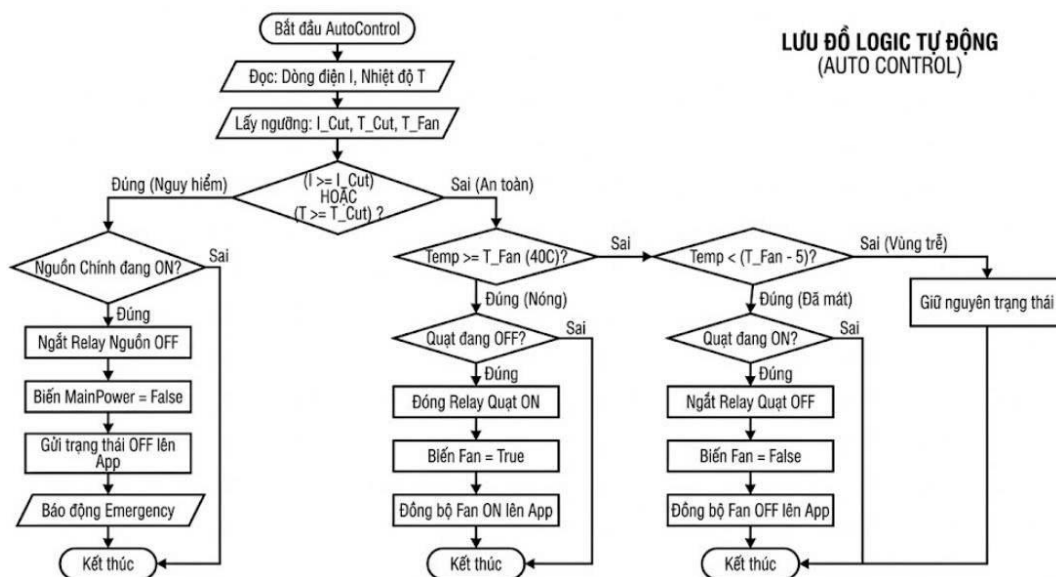 LƯU ĐỒ LOGIC TỰ ĐỘNG
(AUTO CONTROL)
Bắt đầu AutoControl
Đọc: Dòng điện I, Nhiệt độ T
Lấy ngưỡng: I_Cut, T_Cut, T_Fan
(I >= I_Cut)
HOẶC
(T >= T_Cut) ?
Đúng (Nguy hiểm)
Sai (An toàn)
Nguồn Chính đang ON?
Sai
Đúng
Ngắt Relay Nguồn OFF
Biến MainPower = False
Gửi trạng thái OFF lên
App
Báo động Emergency
Kết thúc
Temp >= T_Fan (40C)?
Sai
Đúng (Nóng)
Quạt đang OFF?
Sai
Đúng
Đóng Relay Quạt ON
Biến Fan = True
Đồng bộ Fan ON lên App
Kết thúc
Temp < (T_Fan - 5)?
Sai (Vùng trễ)
Đúng (Đã mát)
Quạt đang ON?
Sai
Đúng
Ngắt Relay Quạt OFF
Biến Fan = False
Đồng bộ Fan OFF lên App
Kết thúc
Giữ nguyên trạng thái